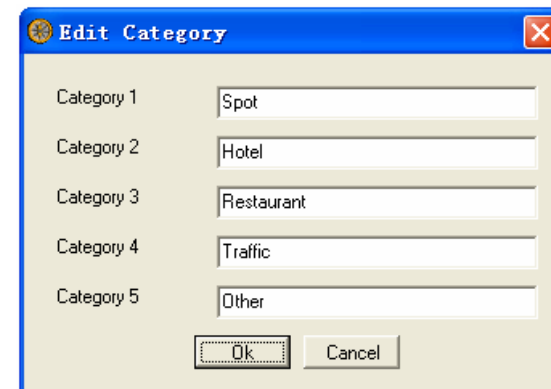 Edit Category
Category 1 Spot
Category 2 Hotel
Category 3 Restaurant
Category 4 Traffic
Category 5 Other
Ok Cancel